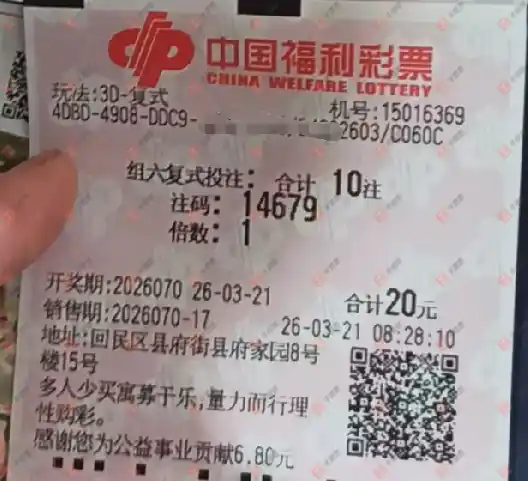 中国福利彩票
CHINA WELFARE LOTTERY
玩法:3D-复式
机号:15016369
4DBD-4908-DDC9-
2603/C060C
组六复式投注: 合计 10注
注码: 14679
倍数: 1
开奖期:2026070 26-03-21
合计20元
销售期:2026070-17
26-03-21 08:28:10
地址:回民区县府街县府家园8号
楼15号
多人少买寓募于乐,量力而行理
性购彩。
感谢您为公益事业贡献6.80元